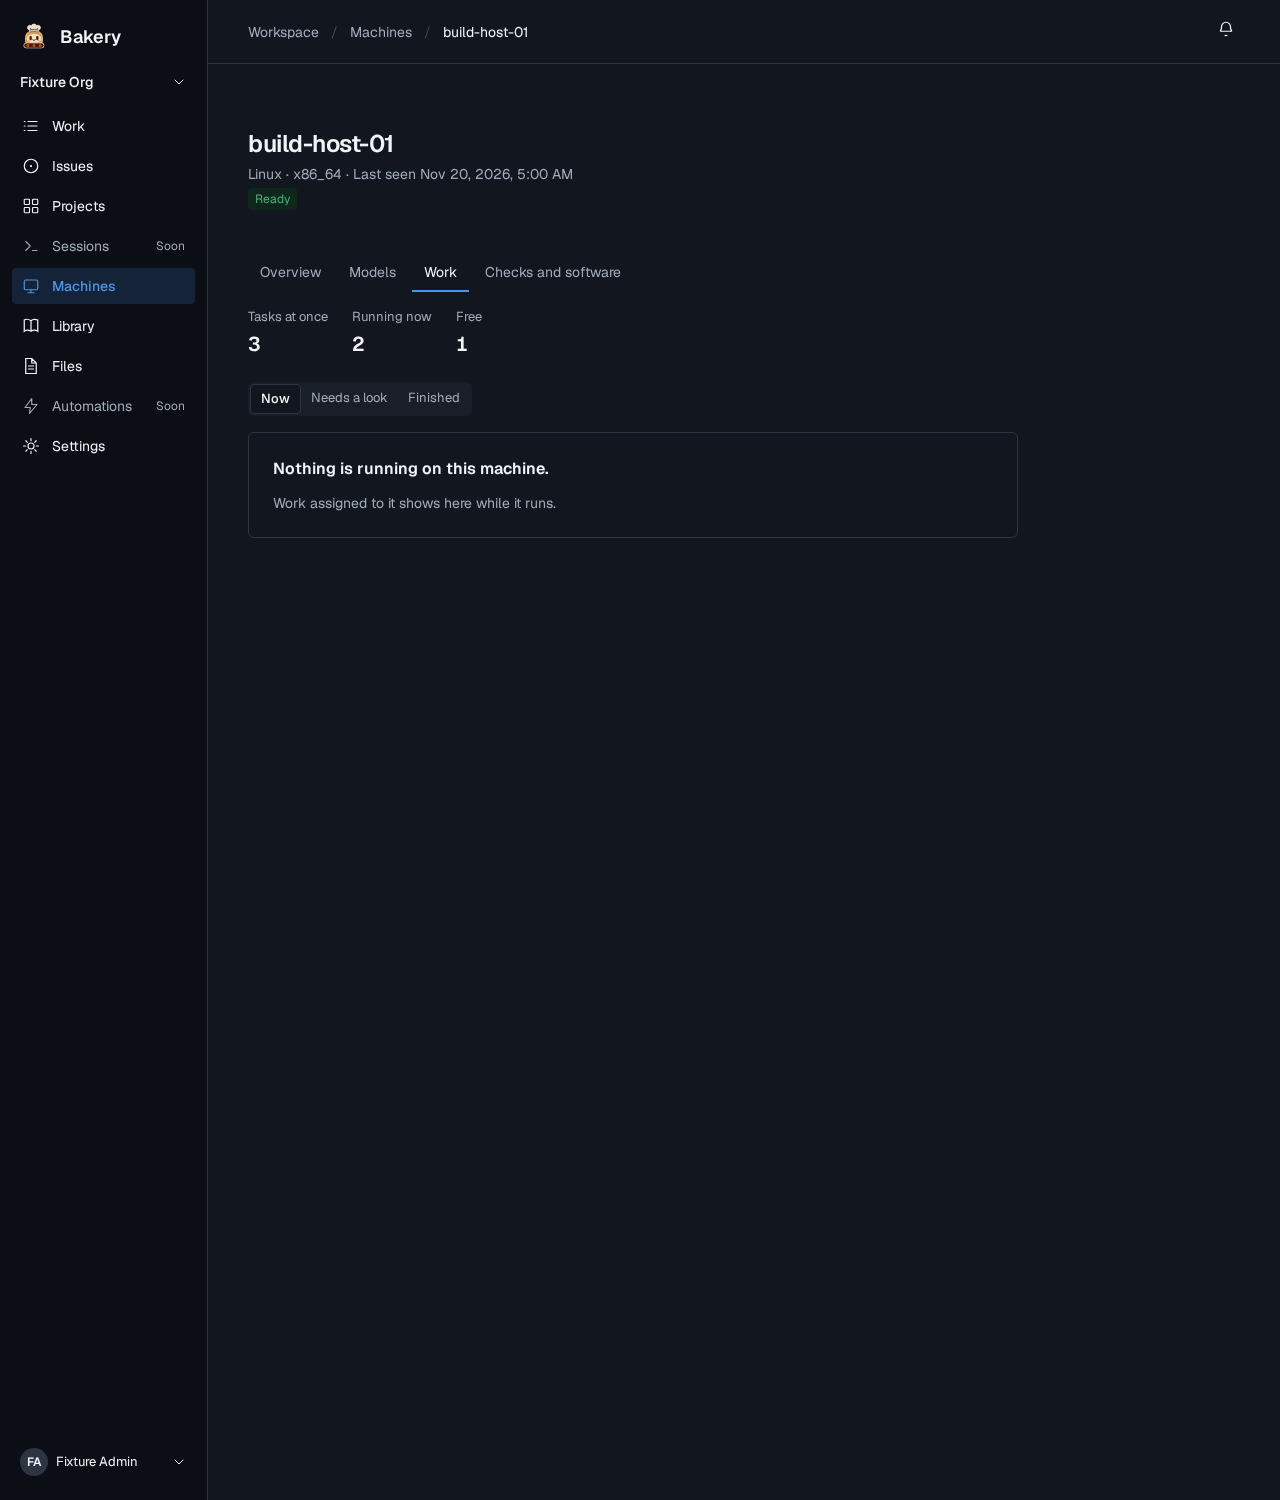 Bakery
Fixture Org
Work
Issues
Projects
Sessions Soon
Machines
Library
Files
Automations Soon
Settings
FA Fixture Admin
Workspace / Machines / build-host-01
build-host-01
Linux · x86_64 · Last seen Nov 20, 2026, 5:00 AM
Ready
Overview Models Work Checks and software
Tasks at once Running now Free
3 2 1
Now Needs a look Finished
Nothing is running on this machine.
Work assigned to it shows here while it runs.